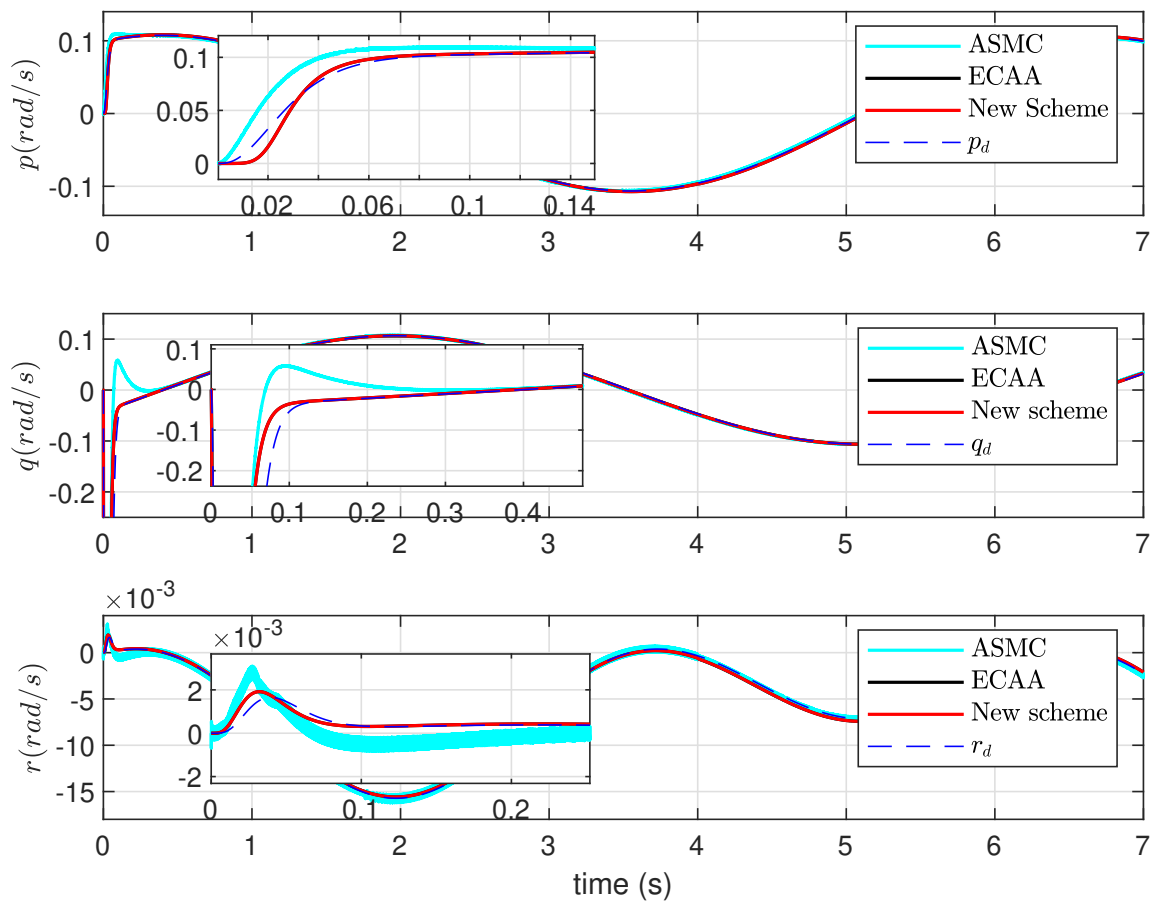 p(rad/s)
0.1
0
-0.1
0.1
0.05
0
0.02 0.06 0.1 0.14
ASMC
ECAA
New Scheme
p_d
0 1 2 3 4 5 6 7
q(rad/s)
0.1
0
-0.1
-0.2
0.1
0
-0.1
-0.2
0 0.1 0.2 0.3 0.4
ASMC
ECAA
New scheme
q_d
0 1 2 3 4 5 6 7
×10^-3
r(rad/s)
0
-5
-10
-15
×10^-3
2
0
-2
0 0.1 0.2
ASMC
ECAA
New scheme
r_d
0 1 2 3 4 5 6 7
time (s)